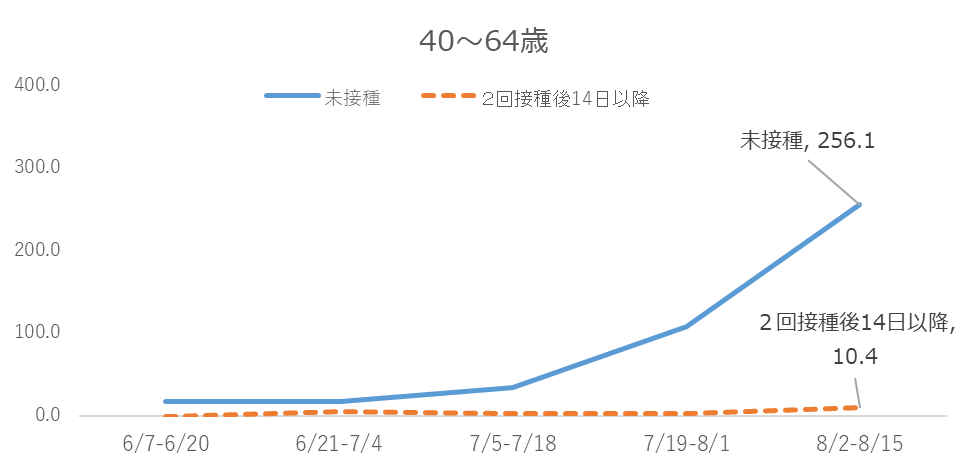 40～64歳
400.0
未接種
２回接種後14日以降
未接種, 256.1
300.0
200.0
100.0
２回接種後14日以降,
10.4
0.0
6/7-6/20
6/21-7/4
7/5-7/18
7/19-8/1
8/2-8/15